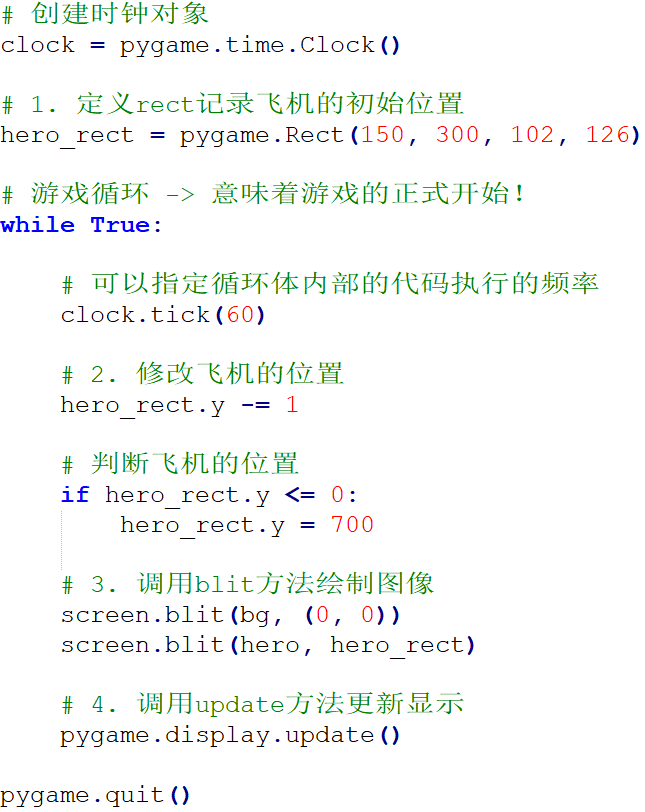 # 创建时钟对象
clock = pygame.time.Clock()
# 1. 定义rect记录飞机的初始位置
hero_rect = pygame.Rect(150, 300, 102, 126)
# 游戏循环 -> 意味着游戏的正式开始!
while True:
# 可以指定循环体内部的代码执行的频率
clock.tick(60)
# 2. 修改飞机的位置
hero_rect.y -= 1
# 判断飞机的位置
if hero_rect.y <= 0:
hero_rect.y = 700
# 3. 调用blit方法绘制图像
screen.blit(bg, (0, 0))
screen.blit(hero, hero_rect)
# 4. 调用update方法更新显示
pygame.display.update()
pygame.quit()